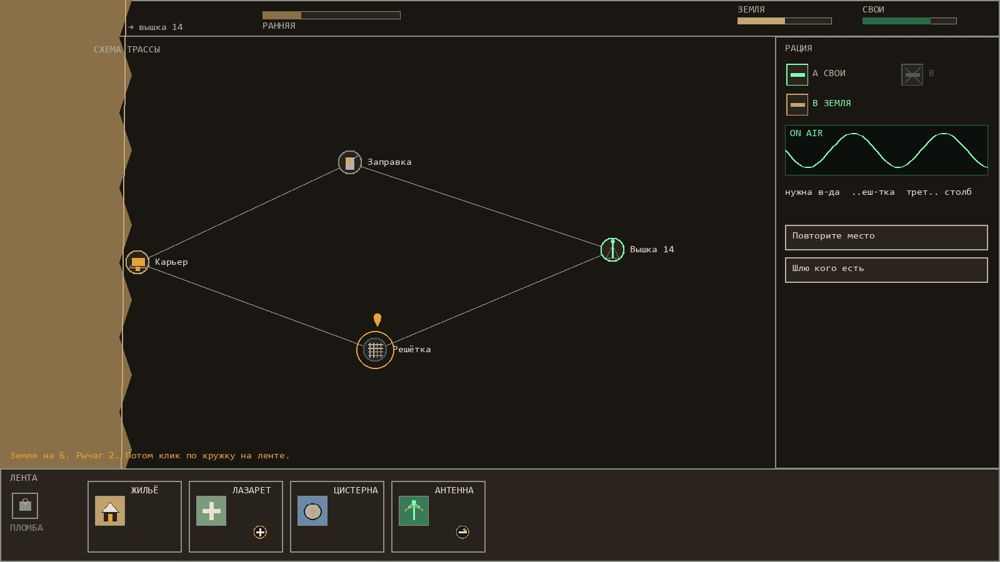 → вышка 14
РАННЯЯ
ЗЕМЛЯ
СВОИ
СХЕМА ТРАССЫ
Заправка
Карьер
Вышка 14
Решётка
Земля на Б. Рычаг 2. Потом клик по кружку на ленте.
РАЦИЯ
А СВОИ
В
В ЗЕМЛЯ
ON AIR
нужна в-да ..еш-тка трет.. столб
Повторите место
Шлю кого есть
ЛЕНТА
ПЛОМБА
ЖИЛЬЁ
ЛАЗАРЕТ
ЦИСТЕРНА
АНТЕННА